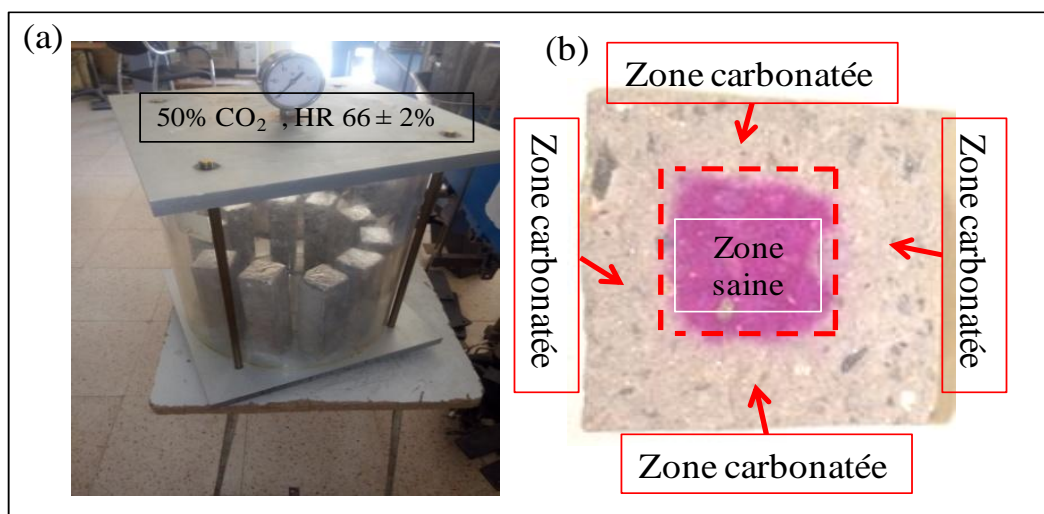 (a)
50% CO₂ , HR 66 ± 2%
(b)
Zone carbonatée
Zone carbonatée
Zone
saine
Zone carbonatée
Zone carbonatée